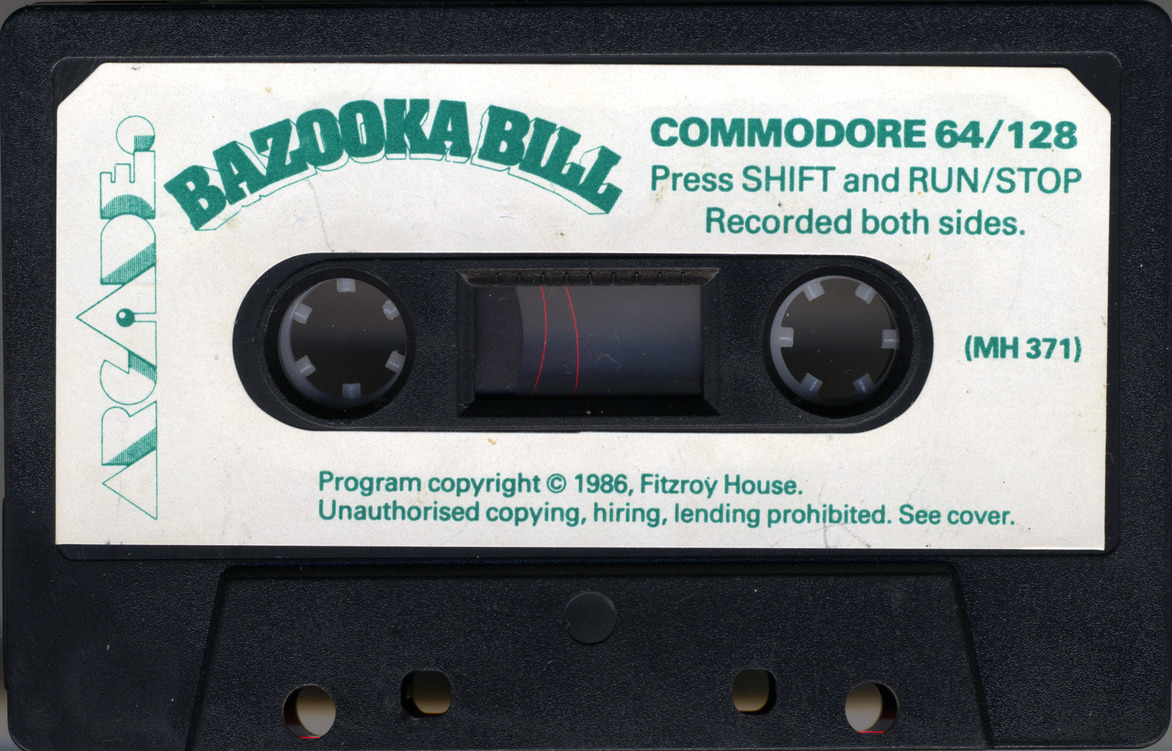 ARCADE
BAZOOKA BILL
COMMODORE 64/128
Press SHIFT and RUN/STOP
Recorded both sides.
(MH 371)
Program copyright © 1986, Fitzroy House.
Unauthorised copying, hiring, lending prohibited. See cover.